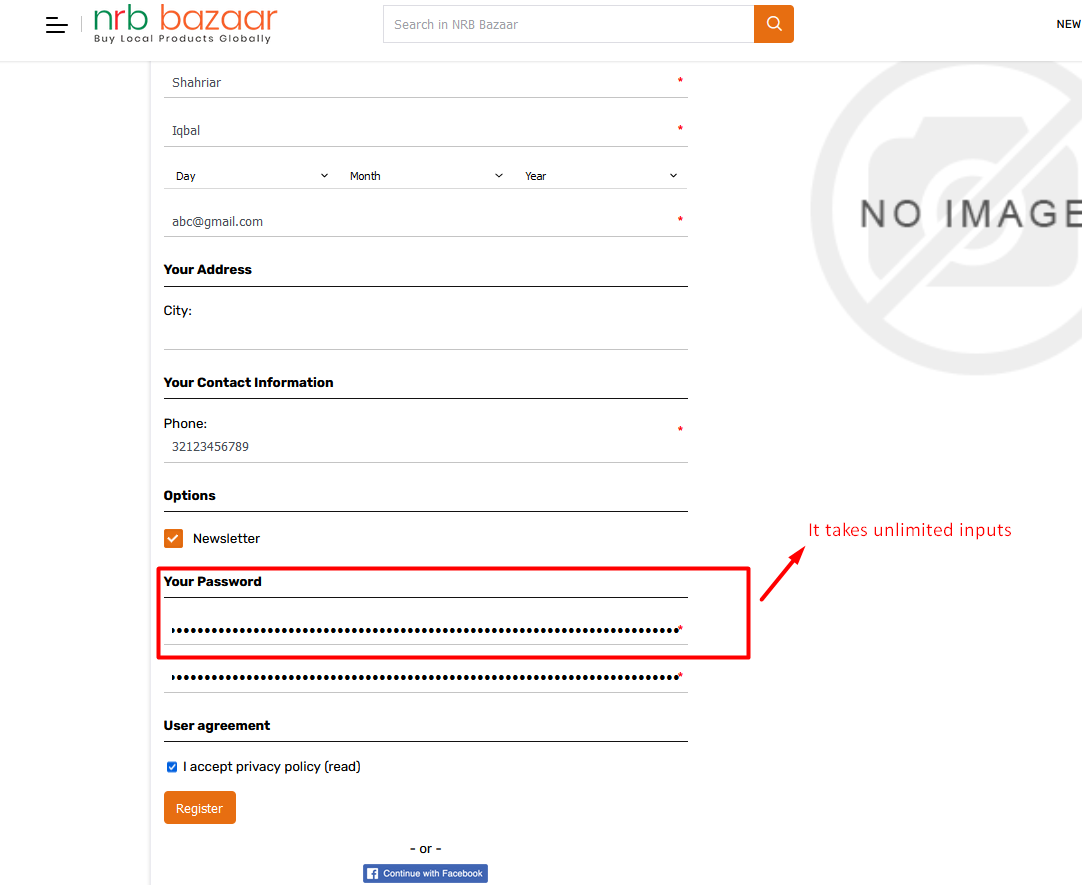 nrb bazaar
Buy Local Products Globally
Search in NRB Bazaar
NEW
Shahriar *
Iqbal *
Day Month Year
abc@gmail.com *
NO IMAGE
Your Address
City:
Your Contact Information
Phone:
32123456789 *
Options
Newsletter
It takes unlimited inputs
Your Password
••••••••••••••••••••••••••••••••••••••••••••••••••••••••••••••••••••••••• *
••••••••••••••••••••••••••••••••••••••••••••••••••••••••••••••••••••••••• *
User agreement
I accept privacy policy (read)
Register
- or -
Continue with Facebook